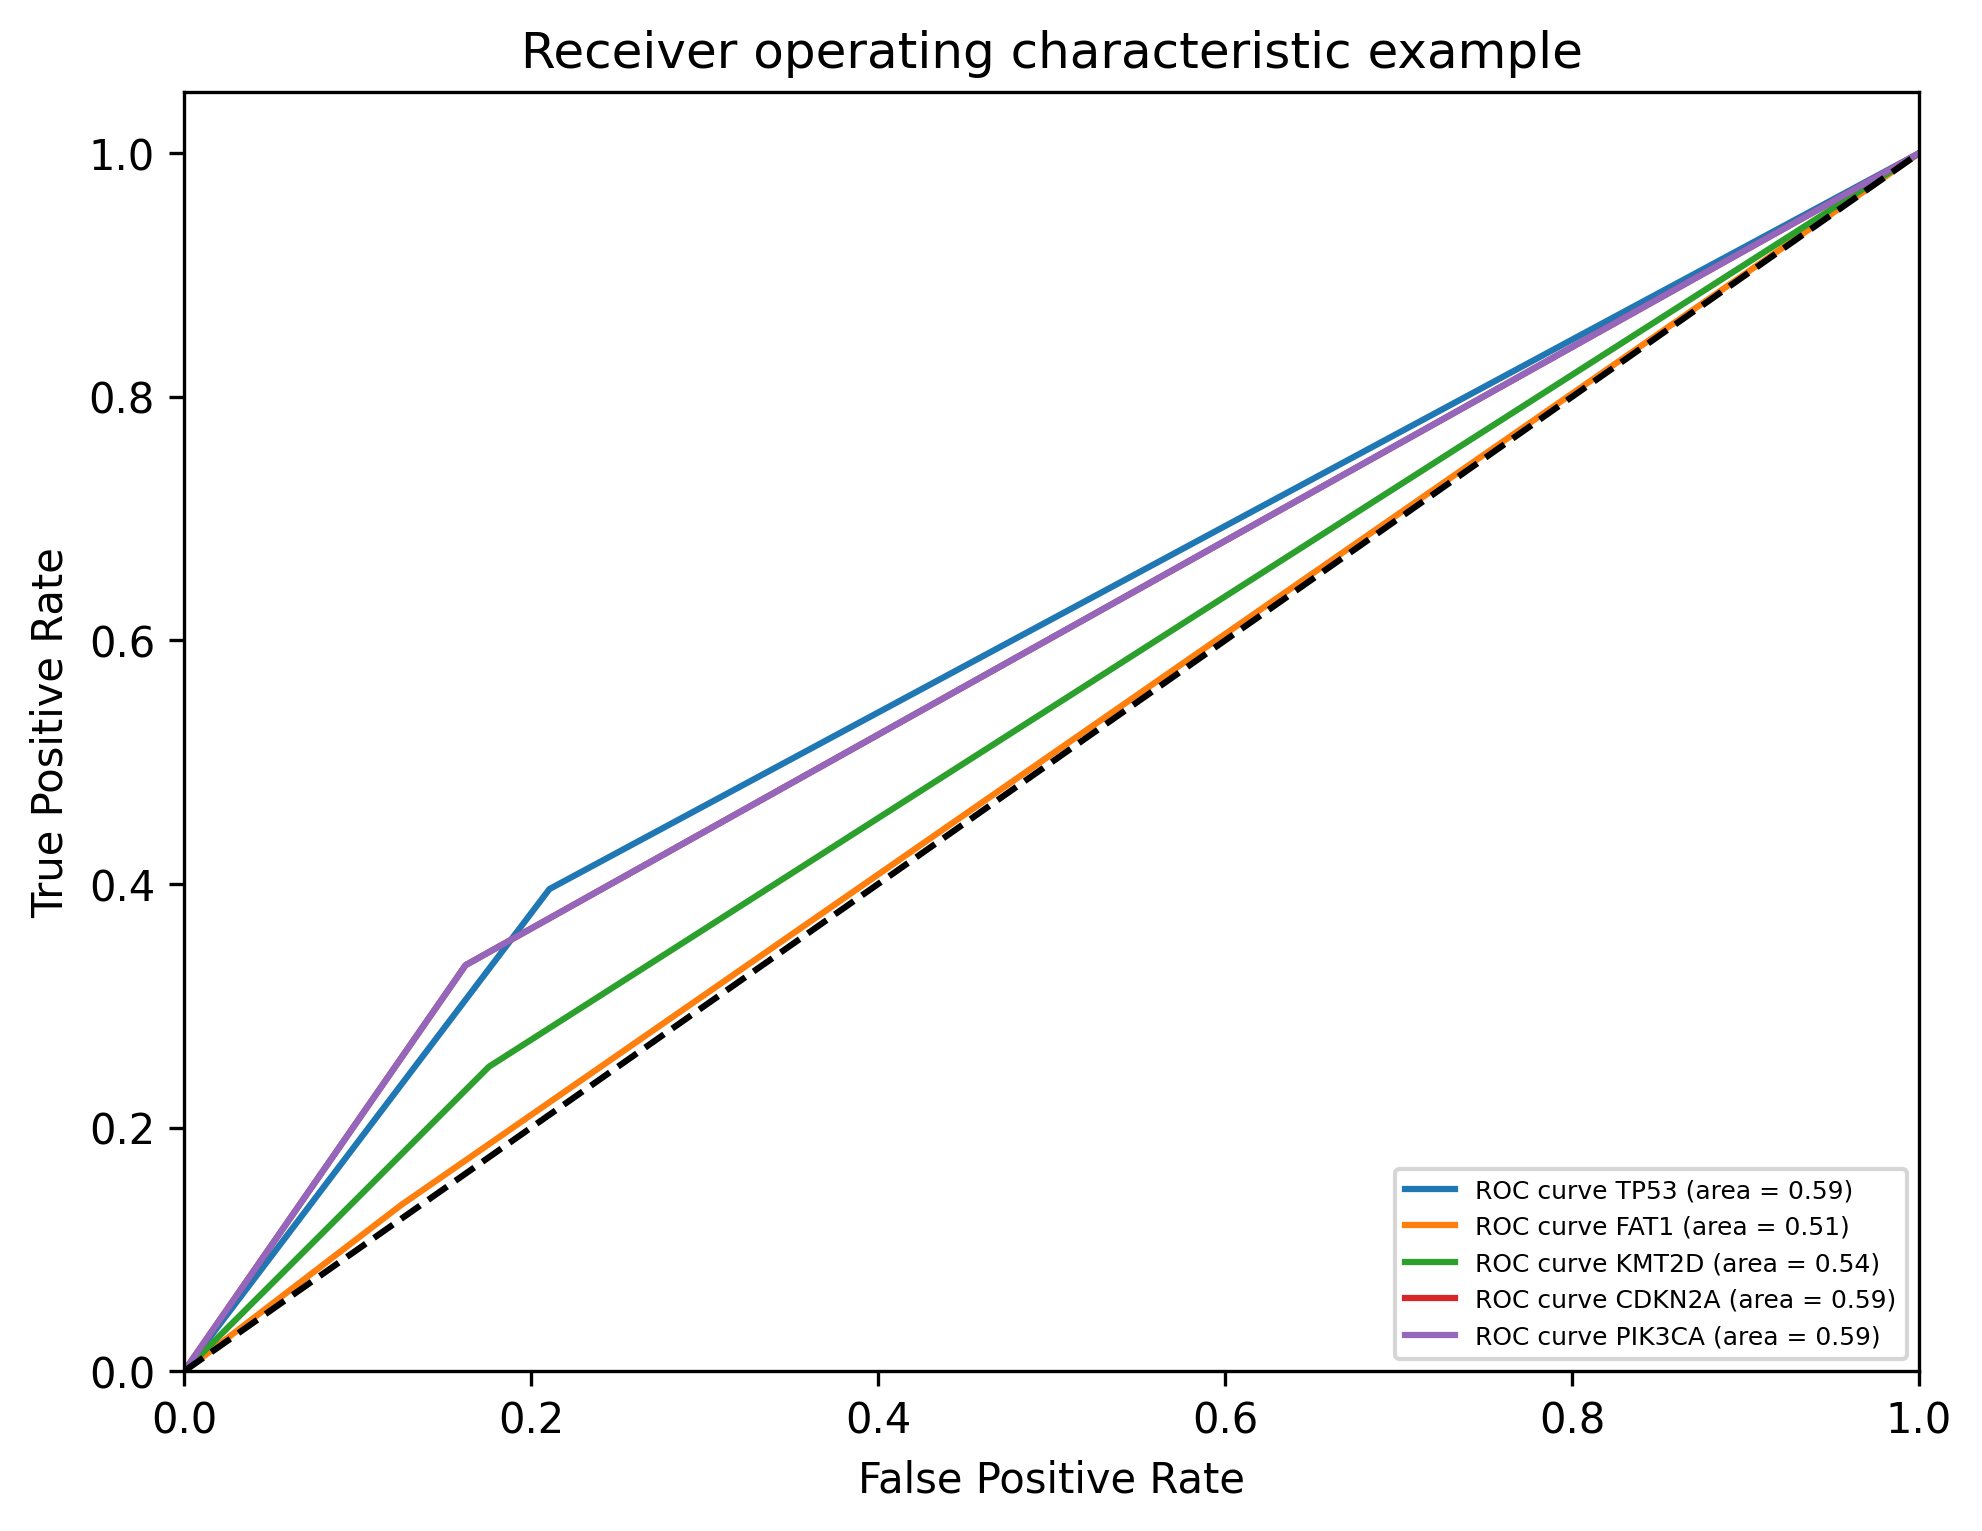 Receiver operating characteristic example
1.0
0.8
0.6
0.4
0.2
0.0
True Positive Rate
ROC curve TP53 (area = 0.59)
ROC curve FAT1 (area = 0.51)
ROC curve KMT2D (area = 0.54)
ROC curve CDKN2A (area = 0.59)
ROC curve PIK3CA (area = 0.59)
0.0 0.2 0.4 0.6 0.8 1.0
False Positive Rate